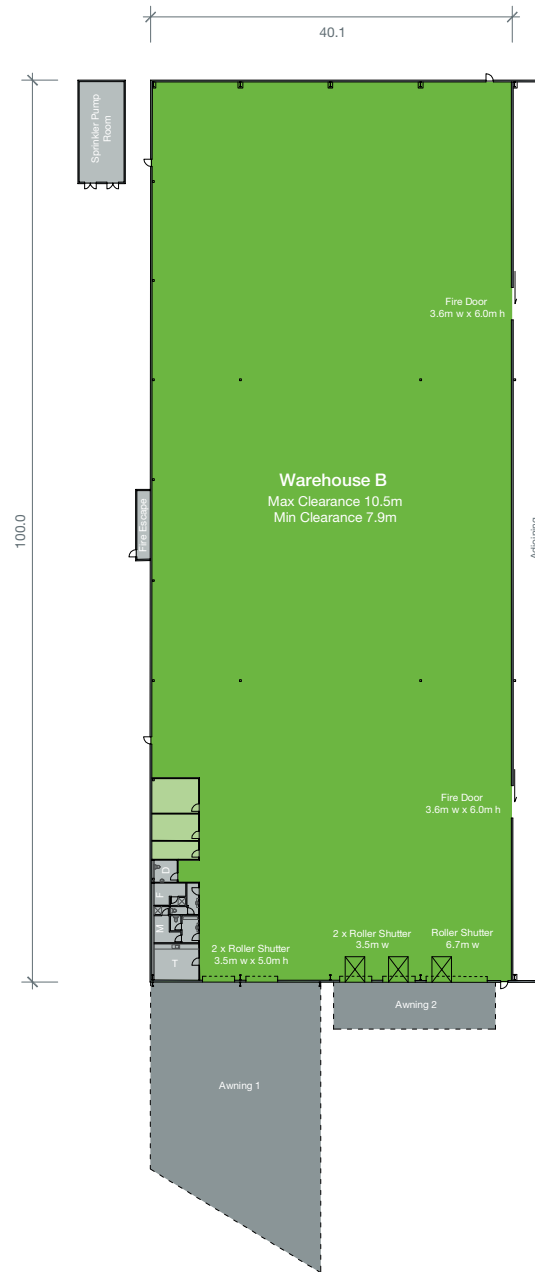 40.1
Sprinkler Pump
Room
Fire Door
3.6m w x 6.0m h
Warehouse B
Max Clearance 10.5m
Min Clearance 7.9m
Fire Escape
100.0
Adjoining
Fire Door
3.6m w x 6.0m h
D
F
M
T
2 x Roller Shutter
3.5m w x 5.0m h
2 x Roller Shutter
3.5m w
Roller Shutter
6.7m w
Awning 2
Awning 1